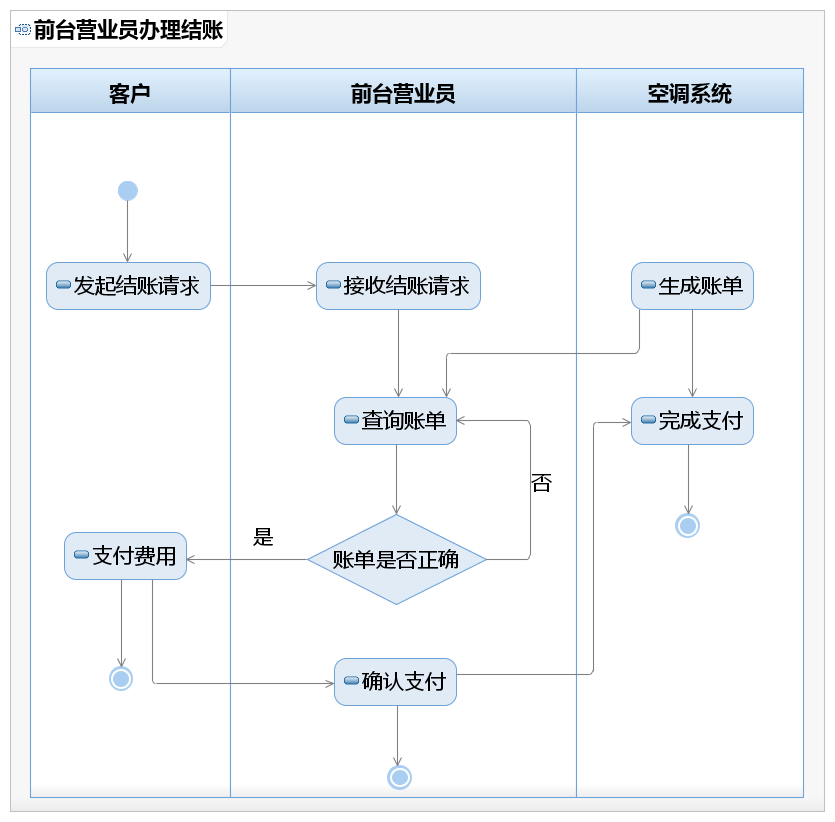 前台营业员办理结账
客户
前台营业员
空调系统
发起结账请求
接收结账请求
生成账单
查询账单
完成支付
否
是
账单是否正确
支付费用
确认支付